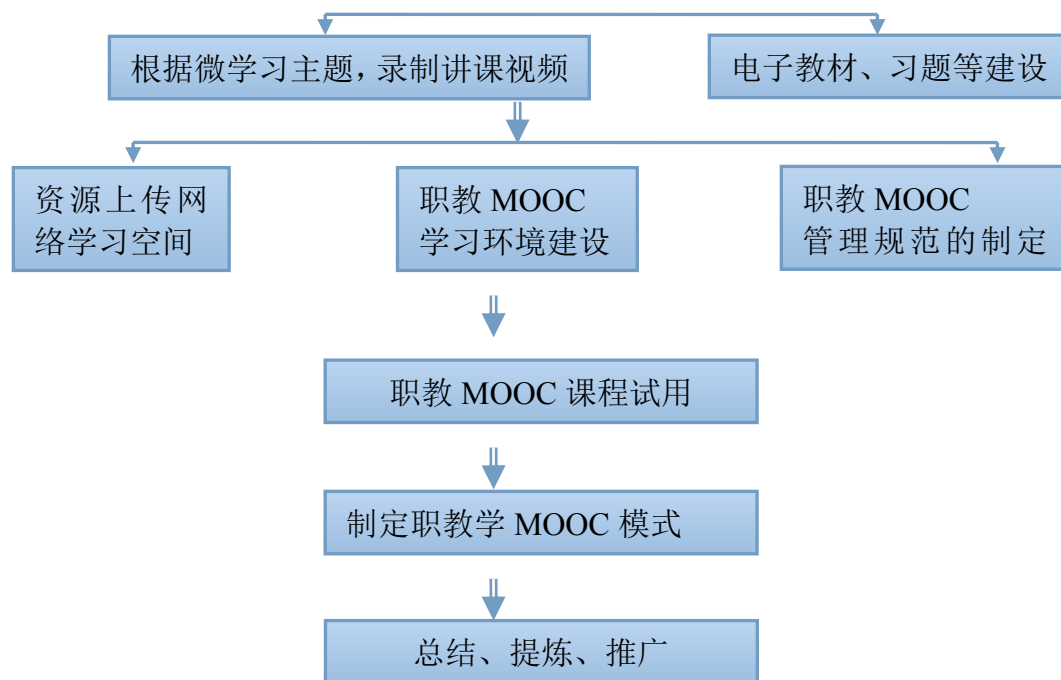 根据微学习主题，录制讲课视频
电子教材、习题等建设
资源上传网
络学习空间
职教 MOOC
学习环境建设
职教 MOOC
管理规范的制定
职教 MOOC 课程试用
制定职教学 MOOC 模式
总结、提炼、推广